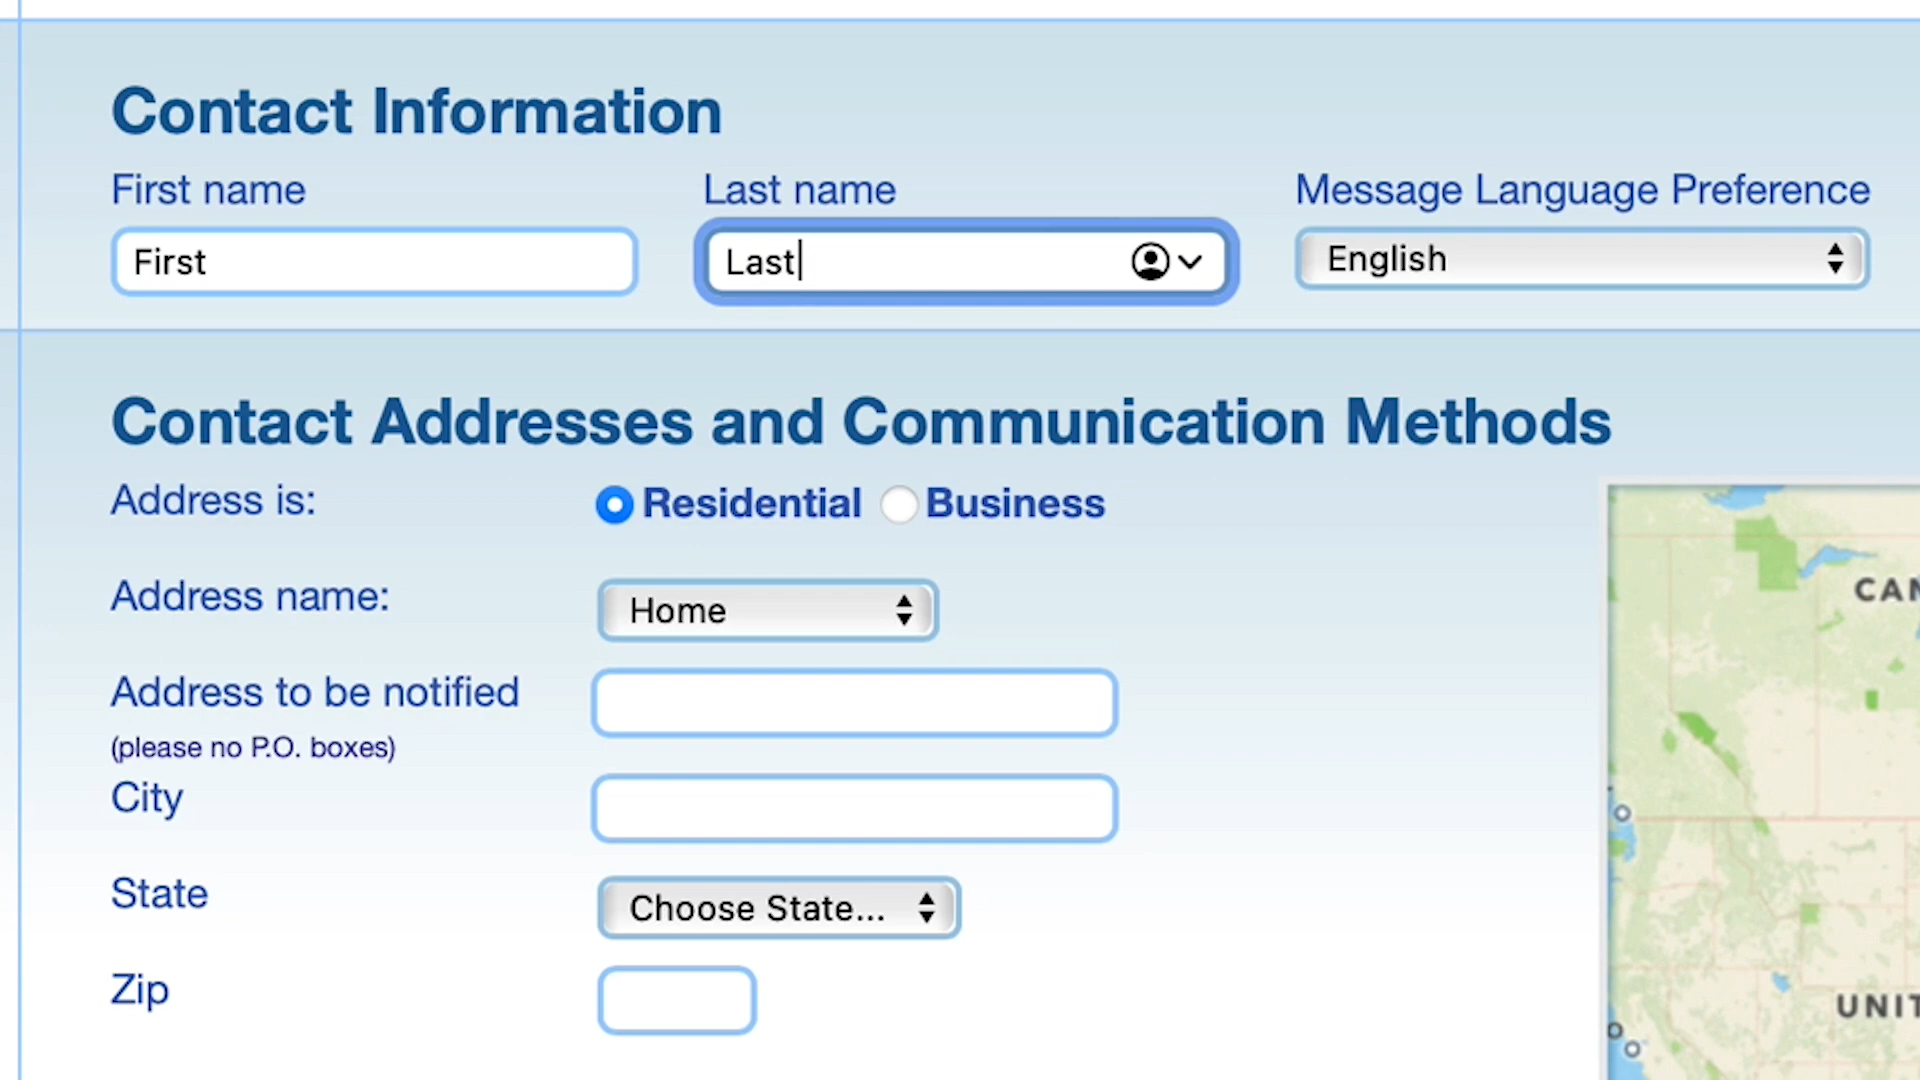 Contact Information
First name Last name Message Language Preference
First Last English
Contact Addresses and Communication Methods
Address is: Residential Business
Address name: Home
Address to be notified
(please no P.O. boxes)
City
State Choose State...
Zip